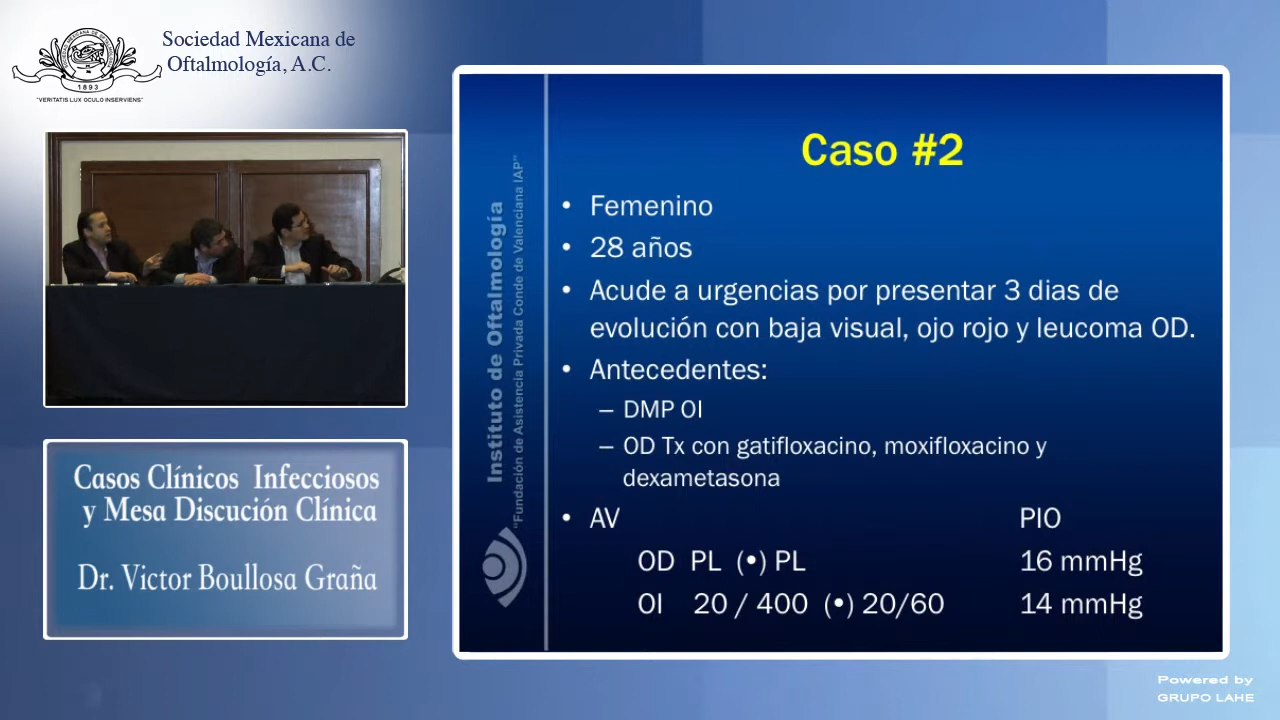 Sociedad Mexicana de
Oftalmología, A.C.
1893
"VERITATIS LUX OCULO INSERVIENS"
Casos Clínicos Infecciosos
y Mesa Discución Clínica
Dr. Victor Boullosa Graña
Instituto de Oftalmología
"Fundación de Asistencia Privada Conde de Valenciana IAP"
Caso #2
• Femenino
• 28 años
• Acude a urgencias por presentar 3 dias de
evolución con baja visual, ojo rojo y leucoma OD.
• Antecedentes:
– DMP OI
– OD Tx con gatifloxacino, moxifloxacino y
dexametasona
• AV PIO
OD PL (•) PL 16 mmHg
OI 20 / 400 (•) 20/60 14 mmHg
Powered by
GRUPO LAHE